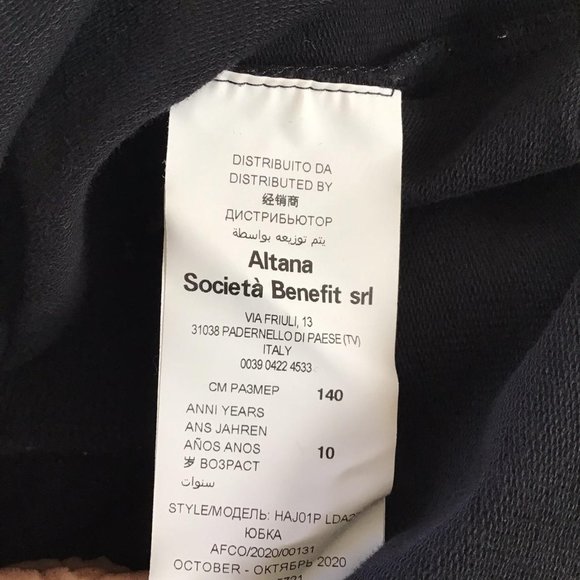 DISTRIBUITO DA
DISTRIBUTED BY
经销商
ДИСТРИБЬЮТОР
يتم توزيعه بواسطة
Altana
Società Benefit srl
VIA FRIULI, 13
31038 PADERNELLO DI PAESE (TV)
ITALY
0039 0422 4533
CM РАЗМЕР 140
ANNI YEARS
ANS JAHREN
AÑOS ANOS 10
岁 ВОЗРАСТ
سنوات
STYLE/МОДЕЛЬ: HAJ01P
ЮБКА
AFCO/2020/00131
OCTOBER - ОКТЯБРЬ 2020